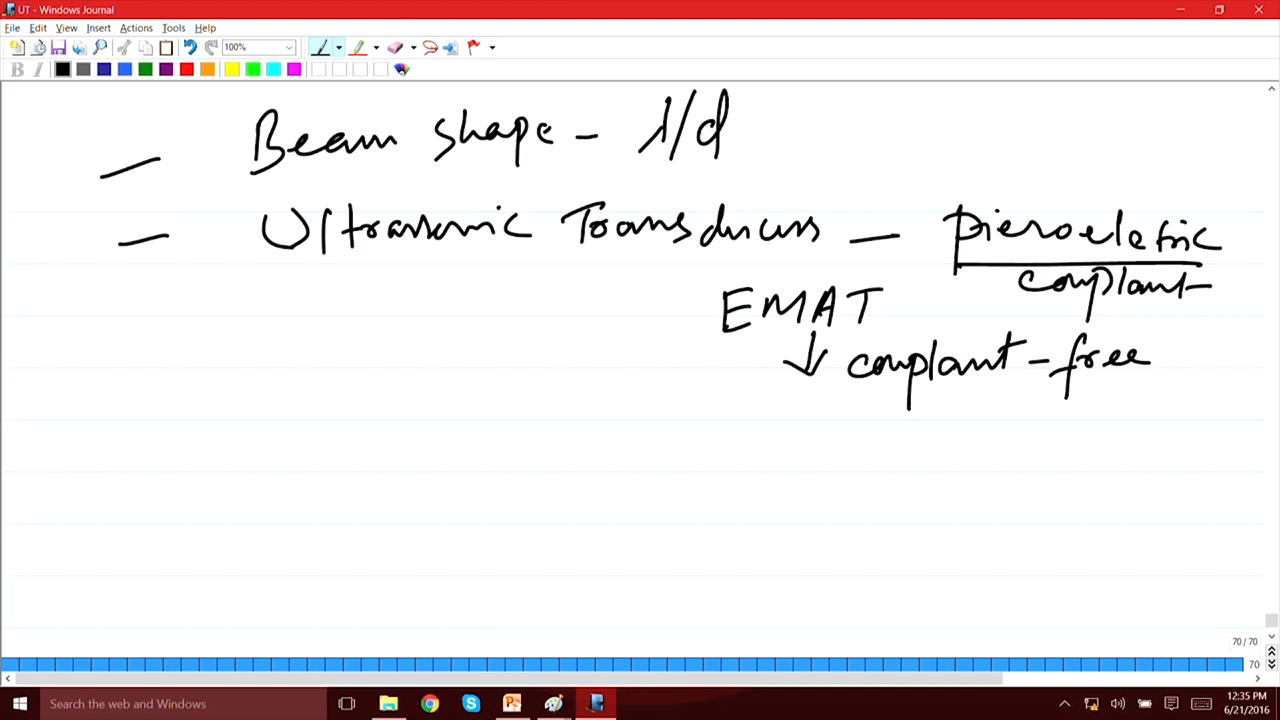 UT - Windows Journal
File Edit View Insert Actions Tools Help
100%
B I
— Beam shape - λ/d
— Ultrasonic Transducers — Piezoelectric
couplant
EMAT
↓ couplant-free
70 / 70
70
Search the web and Windows
12:35 PM
6/21/2016